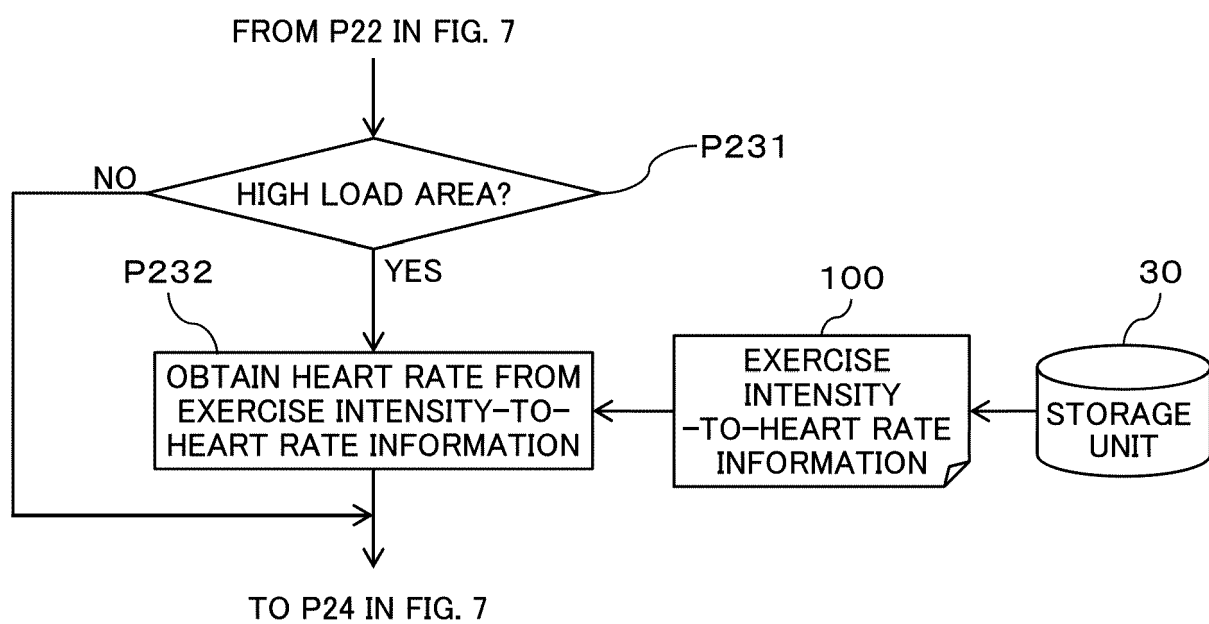 FROM P22 IN FIG. 7
P231
NO
HIGH LOAD AREA?
YES
P232
OBTAIN HEART RATE FROM
EXERCISE INTENSITY-TO-
HEART RATE INFORMATION
100
EXERCISE
INTENSITY
-TO-HEART RATE
INFORMATION
30
STORAGE
UNIT
TO P24 IN FIG. 7